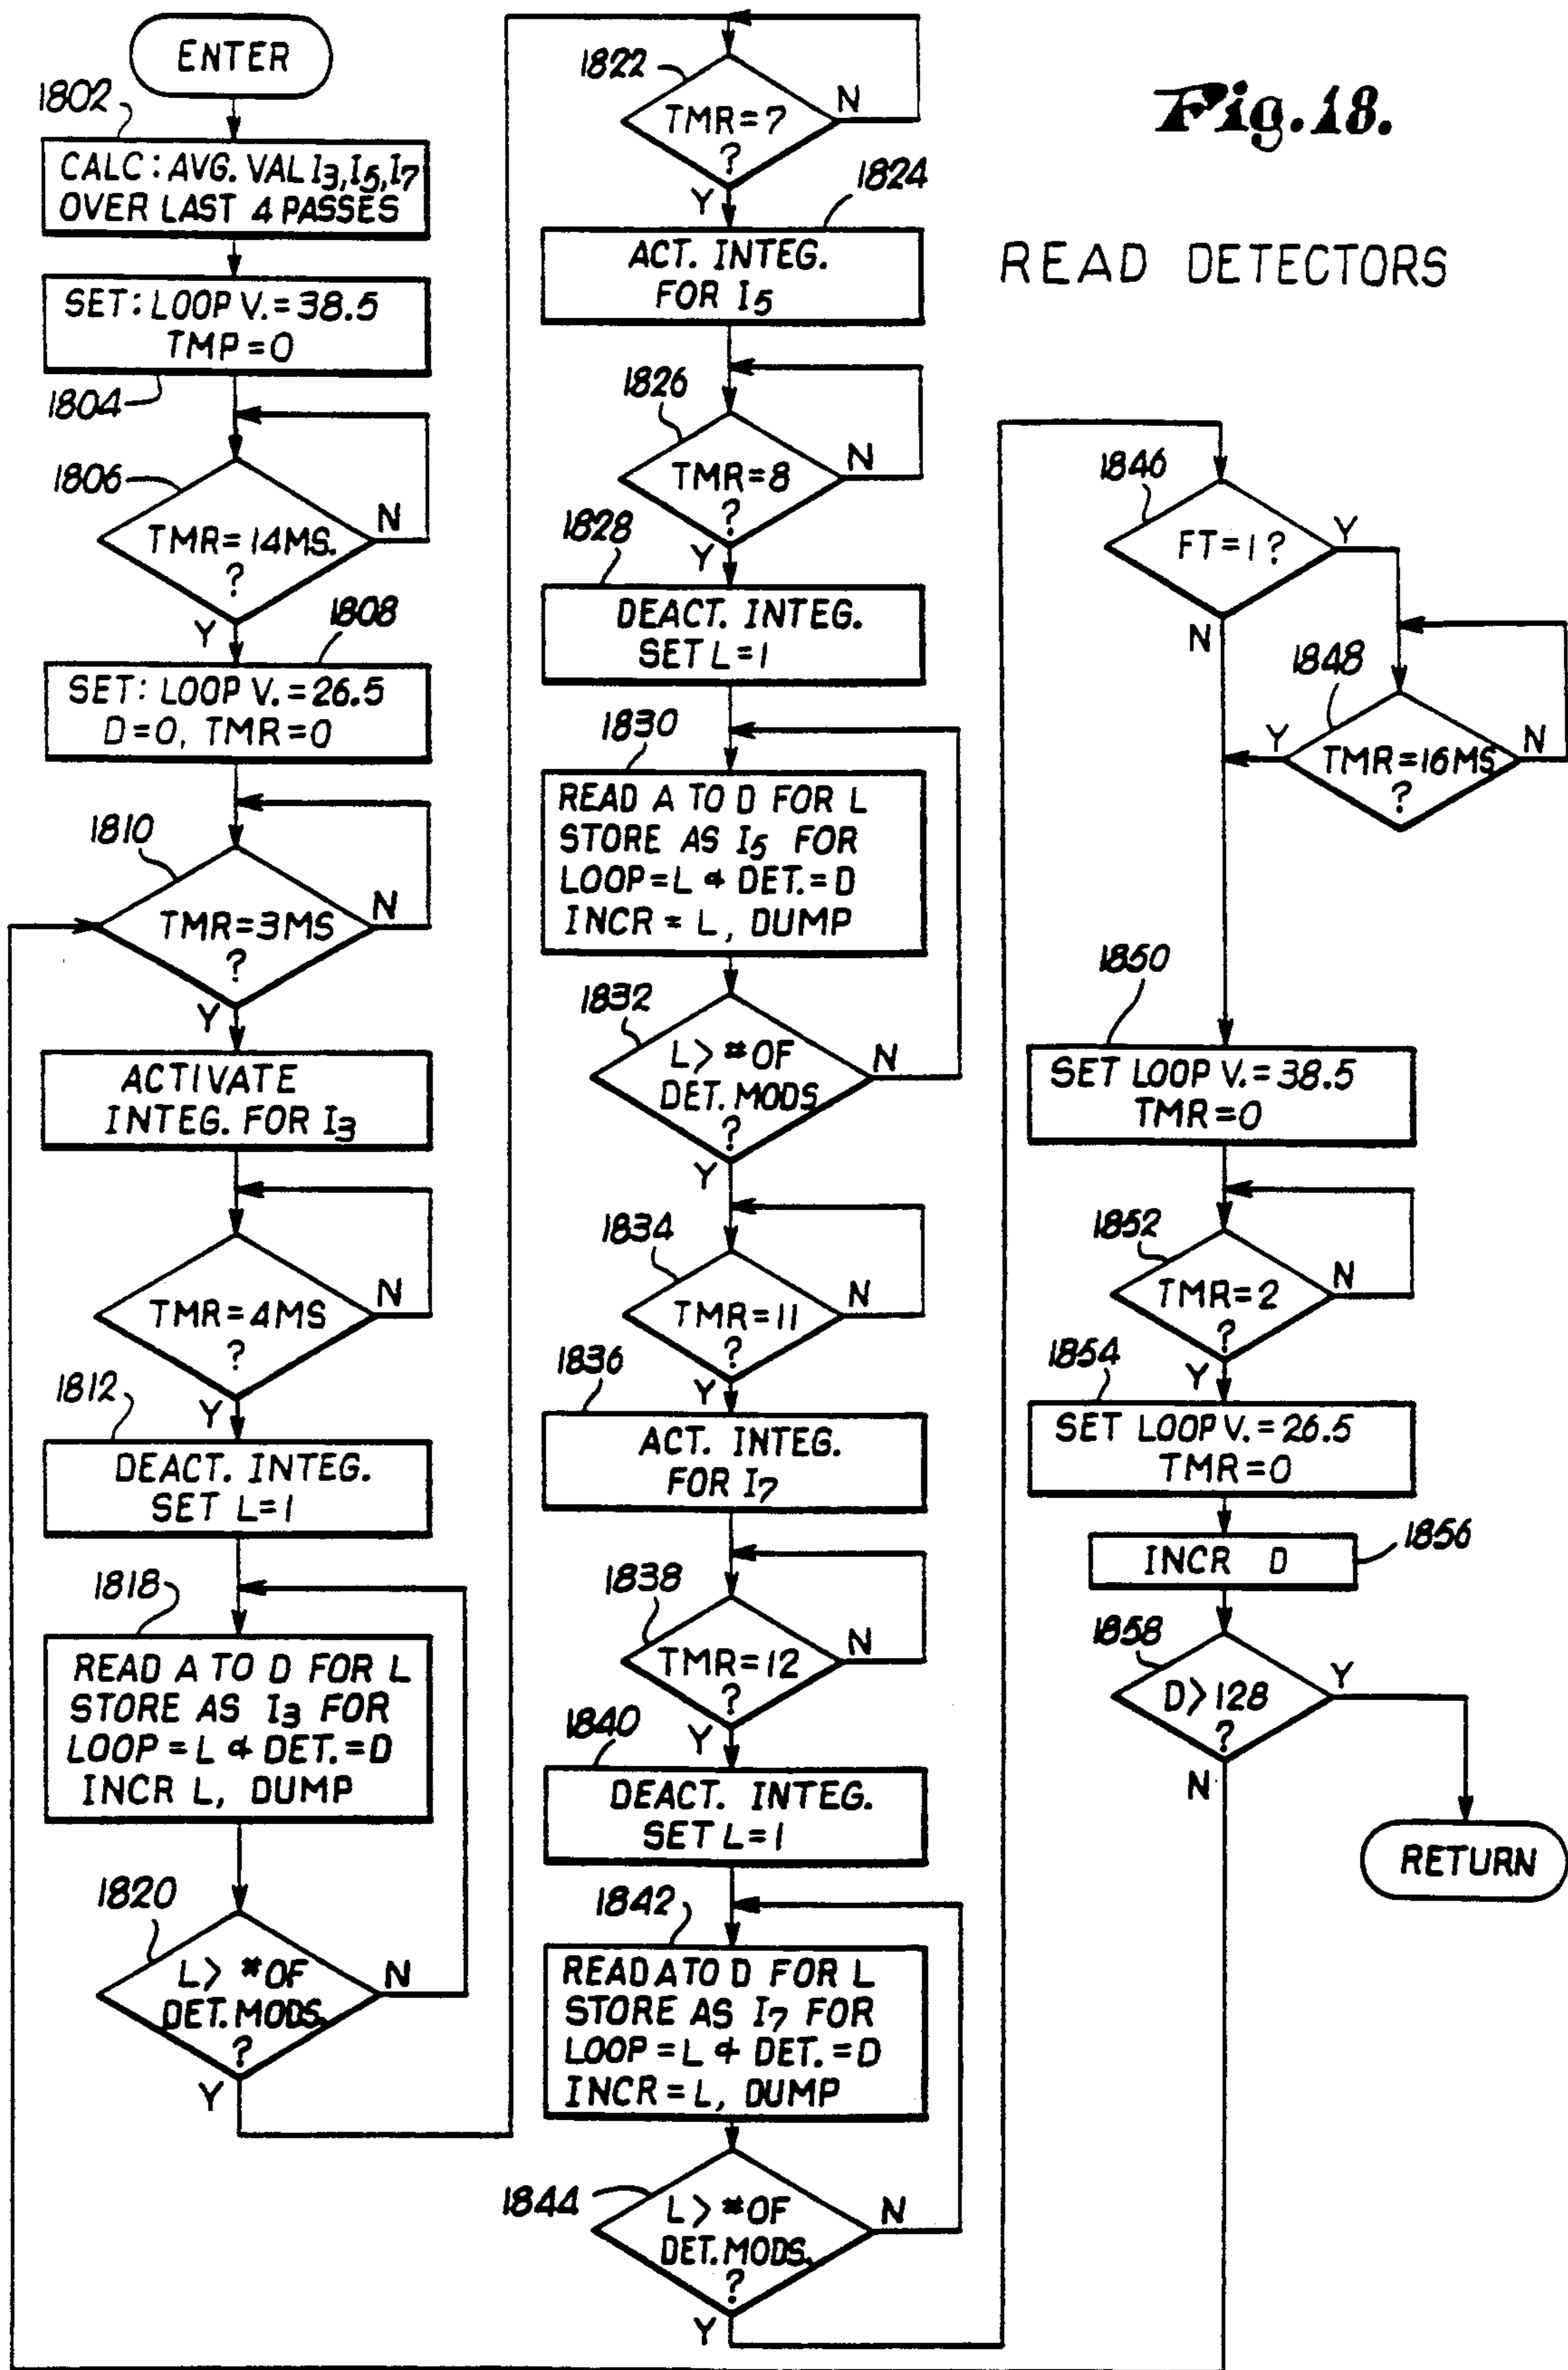 Fig.18.
READ DETECTORS
ENTER
1802
CALC: AVG. VAL I3, I5, I7
OVER LAST 4 PASSES
SET: LOOP V. = 38.5
TMP = 0
1804
1806
TMR = 14MS.
?
N
Y
1808
SET: LOOP V. = 26.5
D=0, TMR=0
1810
TMR = 3MS
?
N
Y
ACTIVATE
INTEG. FOR I3
TMR = 4MS
?
N
Y
1812
DEACT. INTEG.
SET L=1
1818
READ A TO D FOR L
STORE AS I3 FOR
LOOP = L & DET. = D
INCR L, DUMP
1820
L > # OF
DET. MODS.
?
N
Y
1822
TMR = 7
?
N
Y
1824
ACT. INTEG.
FOR I5
1826
TMR = 8
?
N
Y
1828
DEACT. INTEG.
SET L=1
1830
READ A TO D FOR L
STORE AS I5 FOR
LOOP = L & DET. = D
INCR = L, DUMP
1832
L > # OF
DET. MODS
?
N
Y
1834
TMR = 11
?
N
Y
1836
ACT. INTEG.
FOR I7
1838
TMR = 12
?
N
Y
1840
DEACT. INTEG.
SET L=1
1842
READ A TO D FOR L
STORE AS I7 FOR
LOOP = L & DET. = D
INCR = L, DUMP
1844
L > # OF
DET. MODS.
?
N
Y
1846
FT = 1 ?
Y
N
1848
TMR = 16MS
?
Y
N
1850
SET LOOP V. = 38.5
TMR = 0
1852
TMR = 2
?
N
Y
1854
SET LOOP V. = 26.5
TMR = 0
INCR D
1856
1858
D > 128
?
Y
N
RETURN